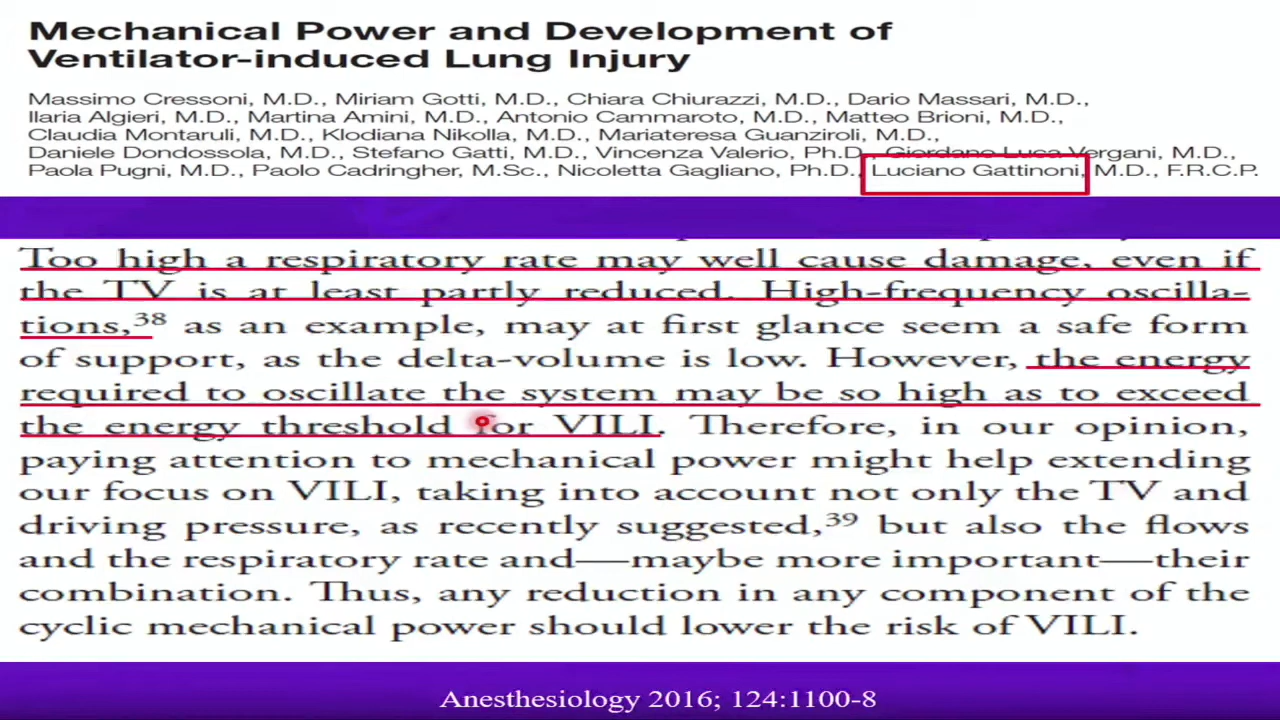 Mechanical Power and Development of
Ventilator-induced Lung Injury
Massimo Cressoni, M.D., Miriam Gotti, M.D., Chiara Chiurazzi, M.D., Dario Massari, M.D.,
Ilaria Algieri, M.D., Martina Amini, M.D., Antonio Cammaroto, M.D., Matteo Brioni, M.D.,
Claudia Montaruli, M.D., Klodiana Nikolla, M.D., Mariateresa Guanziroli, M.D.,
Daniele Dondossola, M.D., Stefano Gatti, M.D., Vincenza Valerio, Ph.D., Giordano Luca Vergani, M.D.,
Paola Pugni, M.D., Paolo Cadringher, M.Sc., Nicoletta Gagliano, Ph.D., Luciano Gattinoni, M.D., F.R.C.P.
Too high a respiratory rate may well cause damage, even if
the TV is at least partly reduced. High-frequency oscilla-
tions,38 as an example, may at first glance seem a safe form
of support, as the delta-volume is low. However, the energy
required to oscillate the system may be so high as to exceed
the energy threshold for VILI. Therefore, in our opinion,
paying attention to mechanical power might help extending
our focus on VILI, taking into account not only the TV and
driving pressure, as recently suggested,39 but also the flows
and the respiratory rate and—maybe more important—their
combination. Thus, any reduction in any component of the
cyclic mechanical power should lower the risk of VILI.
Anesthesiology 2016; 124:1100-8